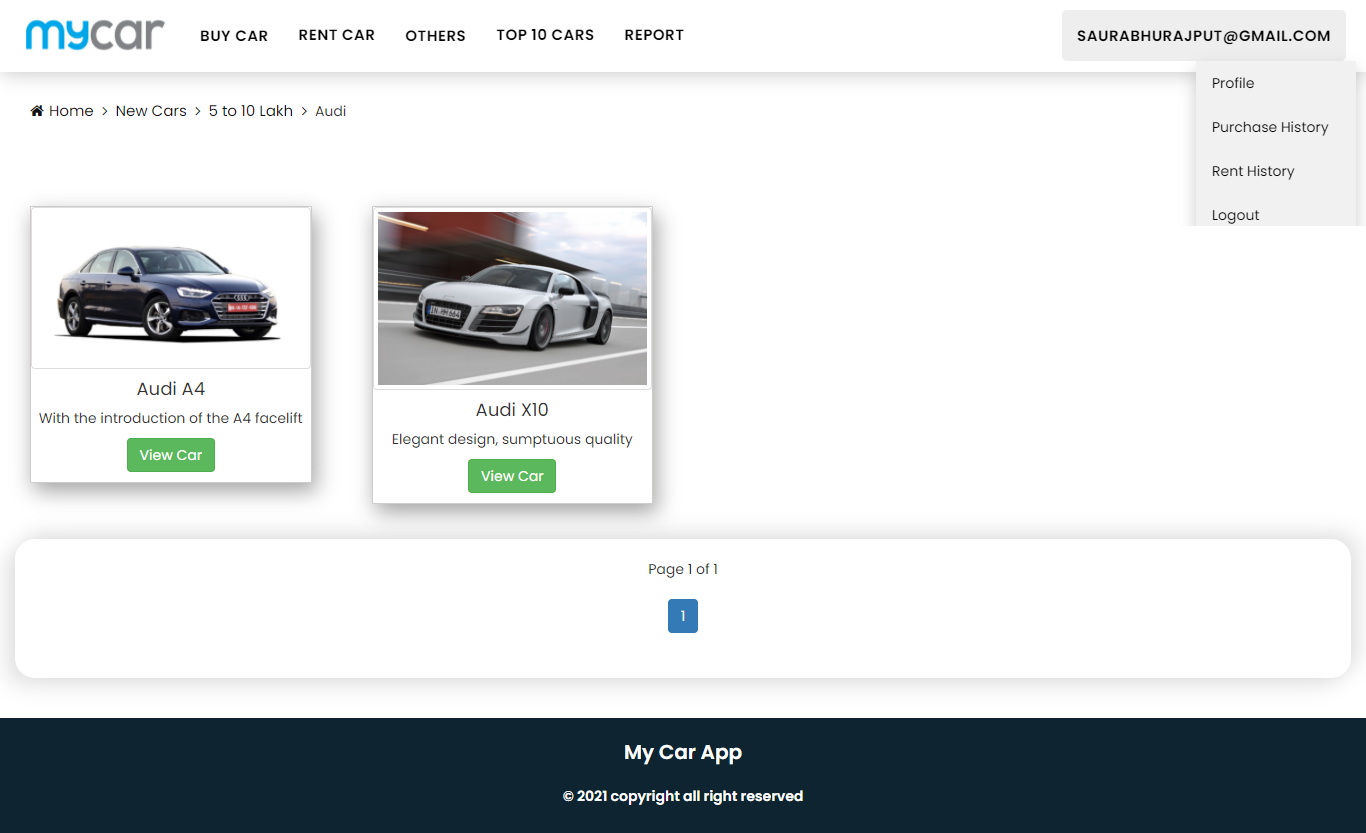 mycar
BUY CAR
RENT CAR
OTHERS
TOP 10 CARS
REPORT
SAURABHURAJPUT@GMAIL.COM
Profile
Purchase History
Rent History
Logout
Home > New Cars > 5 to 10 Lakh > Audi
Audi A4
With the introduction of the A4 facelift
View Car
IN·HM 664
Audi X10
Elegant design, sumptuous quality
View Car
Page 1 of 1
1
My Car App
© 2021 copyright all right reserved